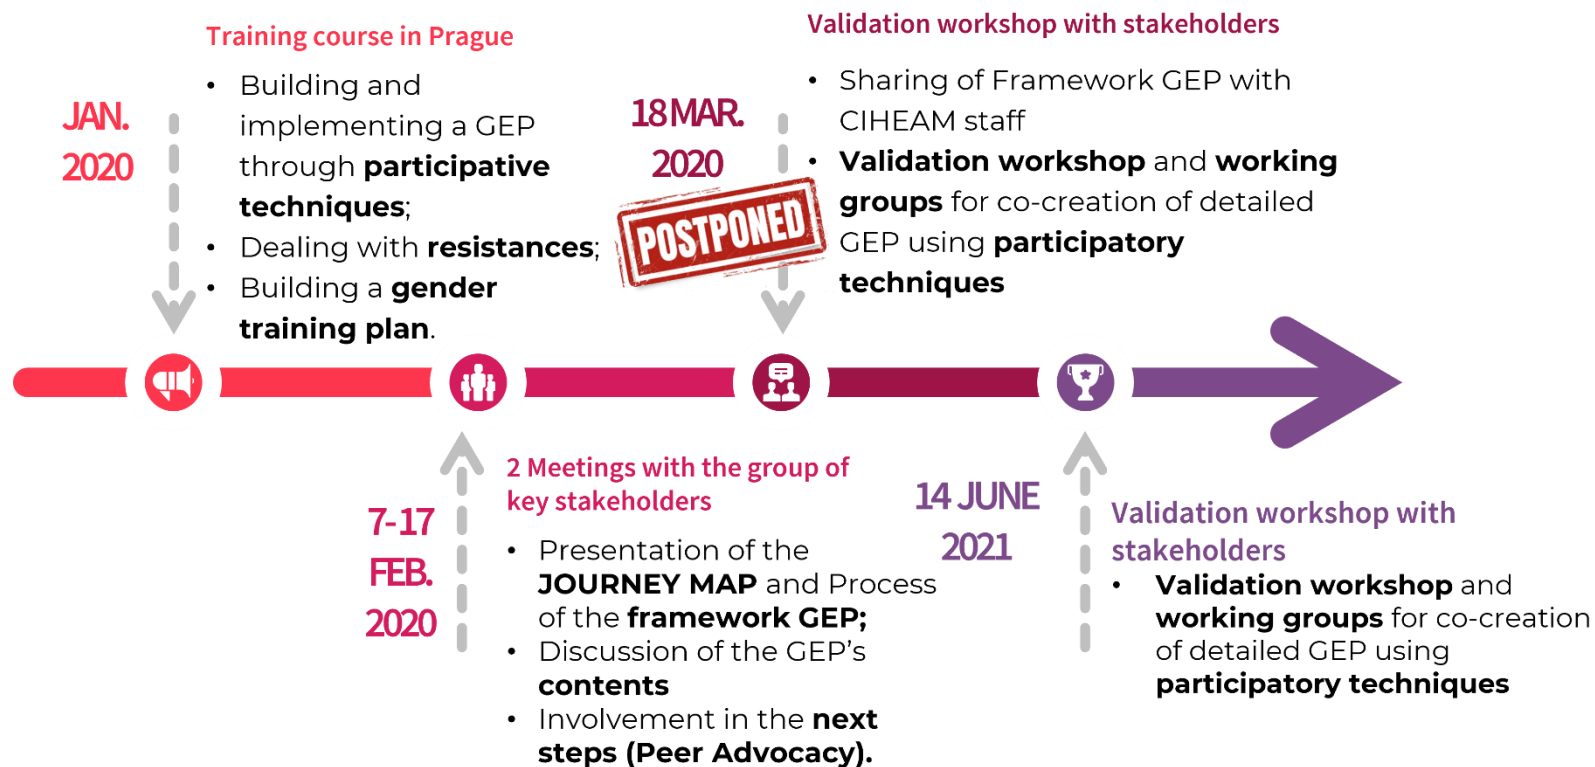 Training course in Prague
JAN.
2020
• Building and
implementing a GEP
through participative
techniques;
• Dealing with resistances;
• Building a gender
training plan.
Validation workshop with stakeholders
18 MAR.
2020
POSTPONED
• Sharing of Framework GEP with
CIHEAM staff
• Validation workshop and working
groups for co-creation of detailed
GEP using participatory
techniques
2 Meetings with the group of
key stakeholders
7-17
FEB.
2020
• Presentation of the
JOURNEY MAP and Process
of the framework GEP;
• Discussion of the GEP’s
contents
• Involvement in the next
steps (Peer Advocacy).
14 JUNE
2021
Validation workshop with
stakeholders
• Validation workshop and
working groups for co-creation
of detailed GEP using
participatory techniques